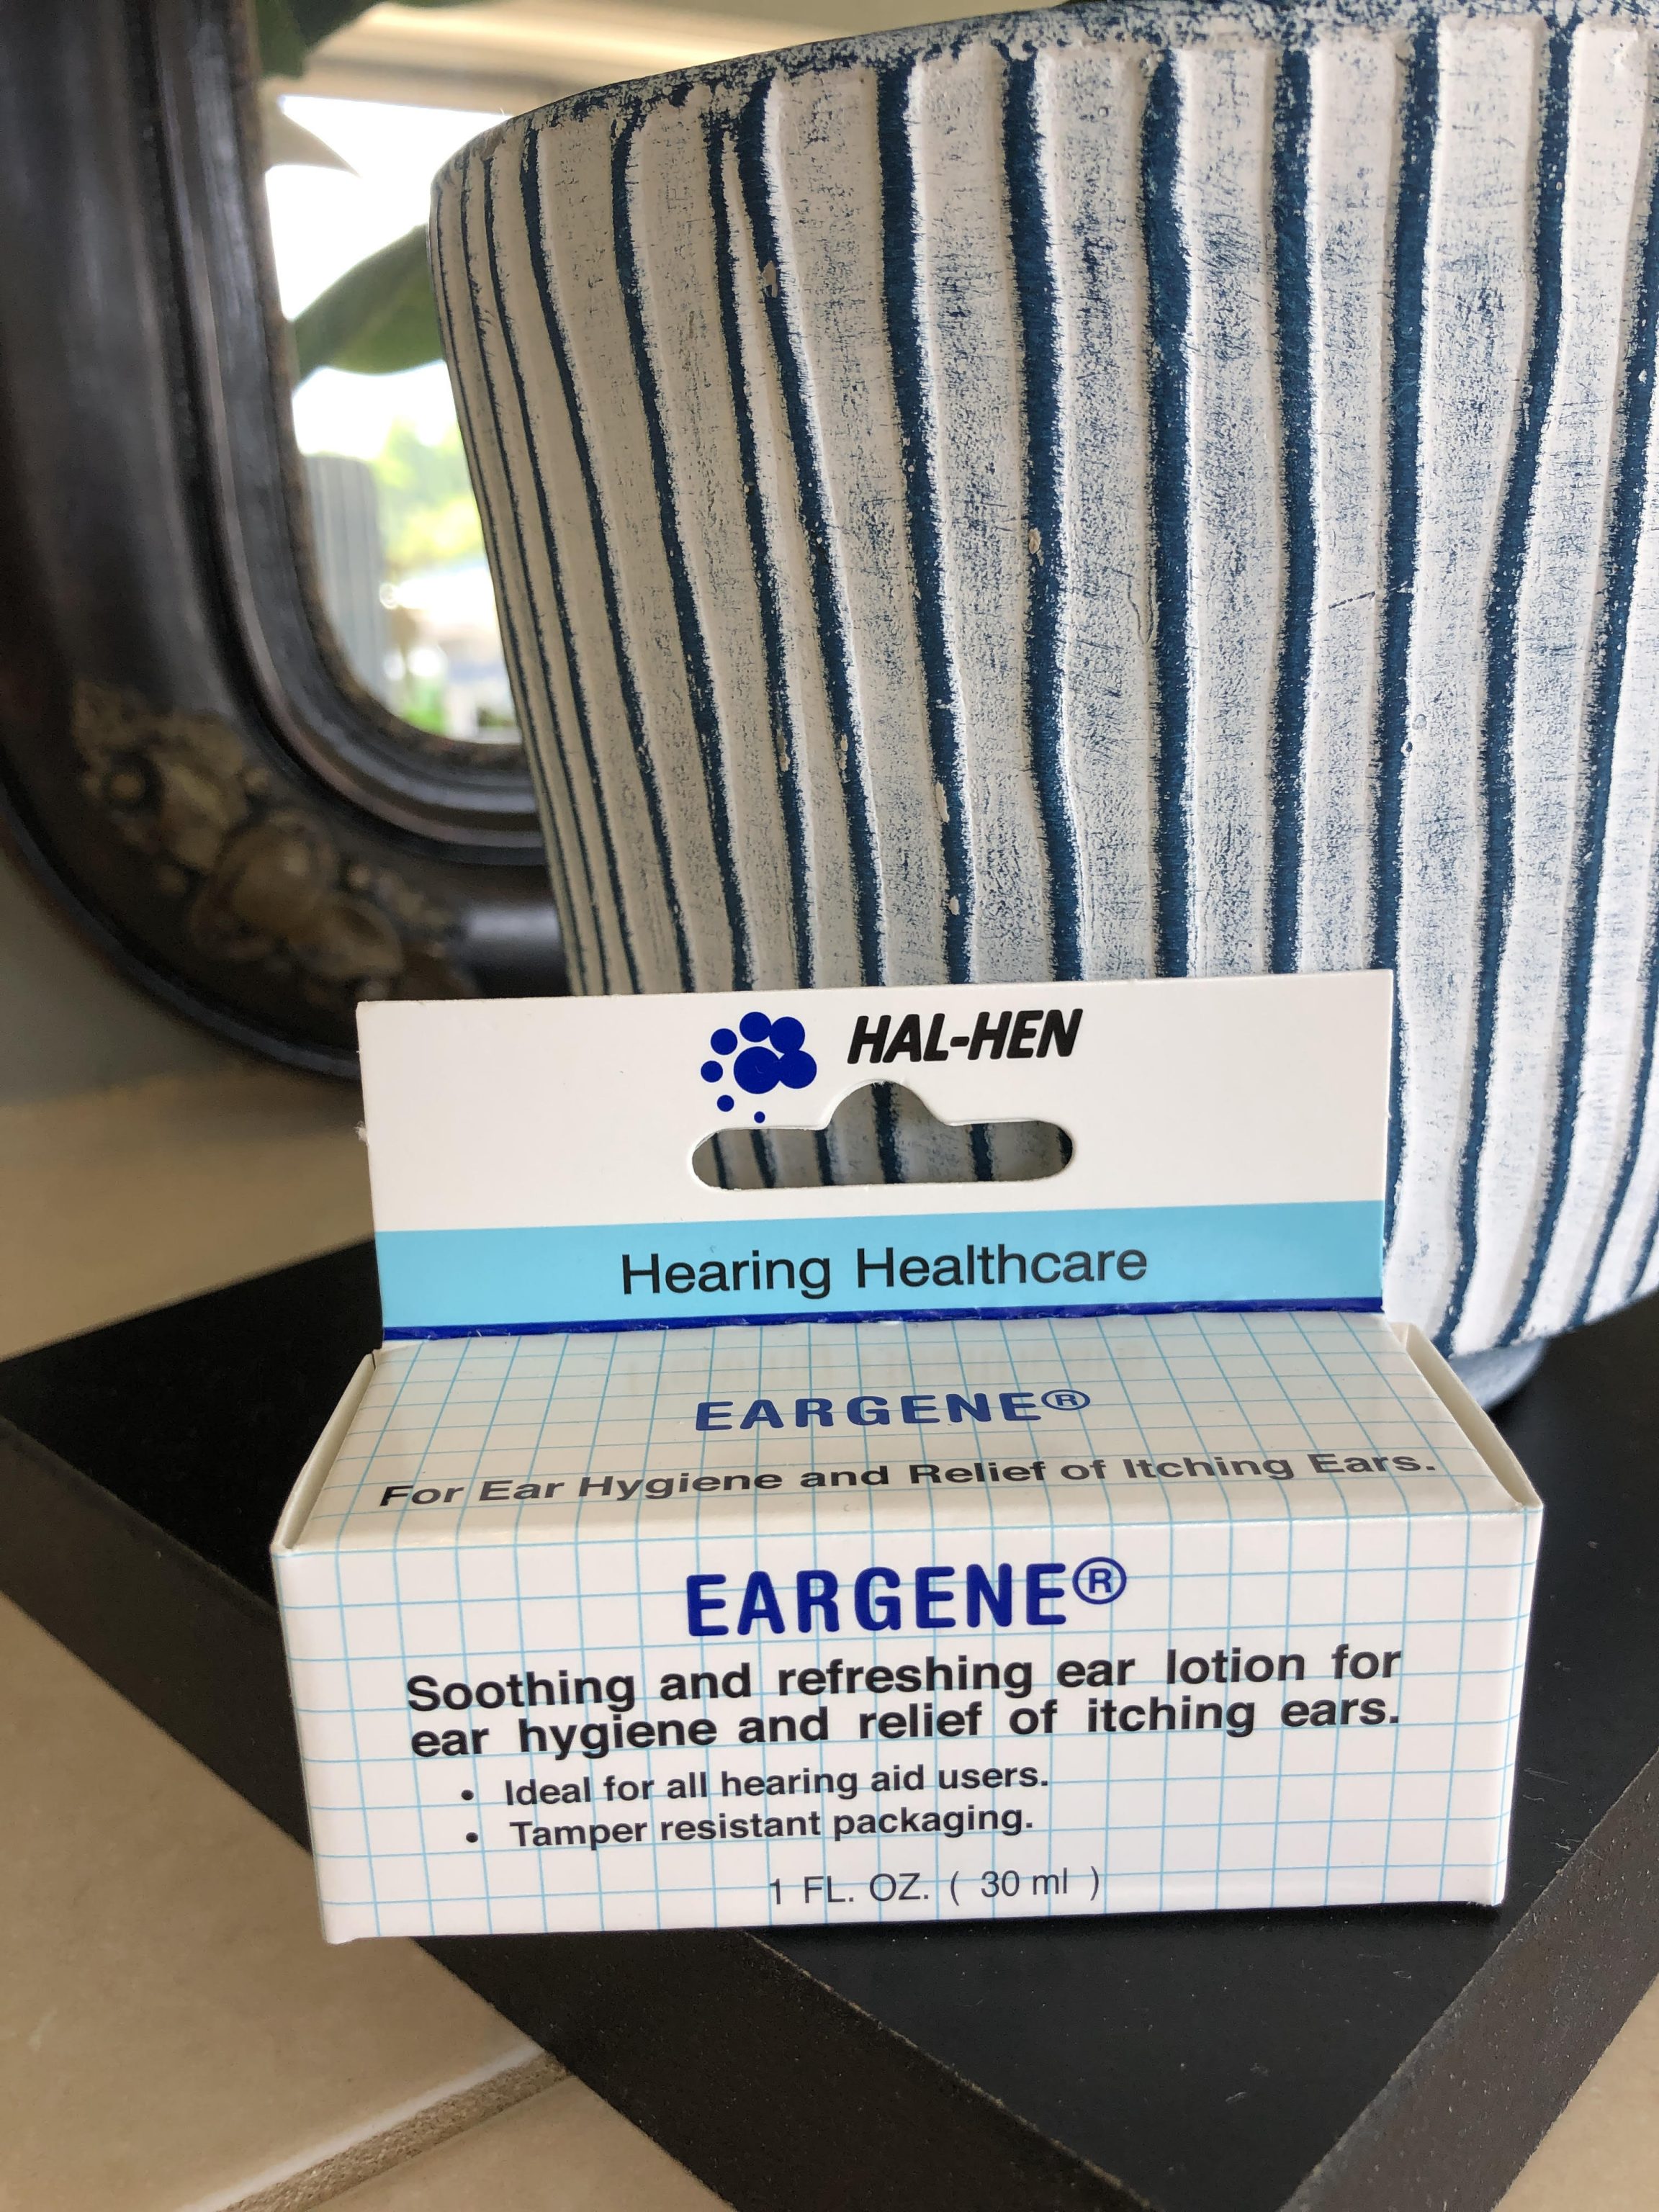 HAL-HEN
Hearing Healthcare
EARGENE®
For Ear Hygiene and Relief of Itching Ears.
EARGENE®
Soothing and refreshing ear lotion for
ear hygiene and relief of itching ears.
• Ideal for all hearing aid users.
• Tamper resistant packaging.
1 FL. OZ. ( 30 ml )